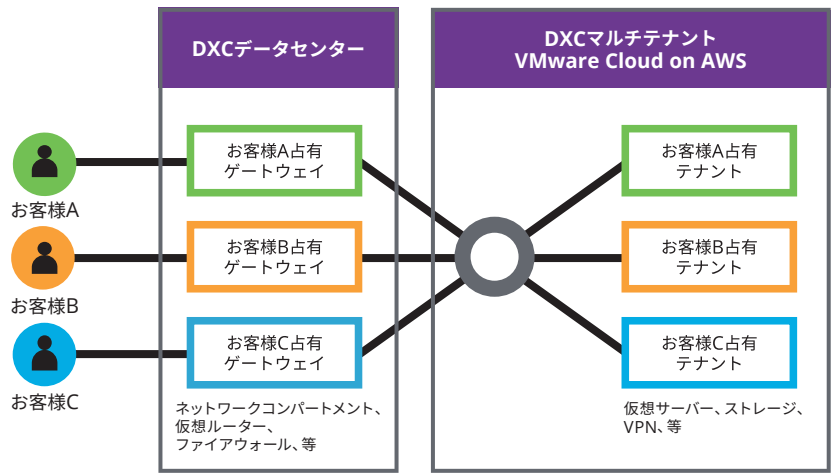 DXCデータセンター
DXCマルチテナント
VMware Cloud on AWS
お客様A
お客様A占有
ゲートウェイ
お客様A占有
テナント
お客様B
お客様B占有
ゲートウェイ
お客様B占有
テナント
お客様C
お客様C占有
ゲートウェイ
お客様C占有
テナント
ネットワークコンパートメント、
仮想ルーター、
ファイアウォール、等
仮想サーバー、ストレージ、
VPN、等